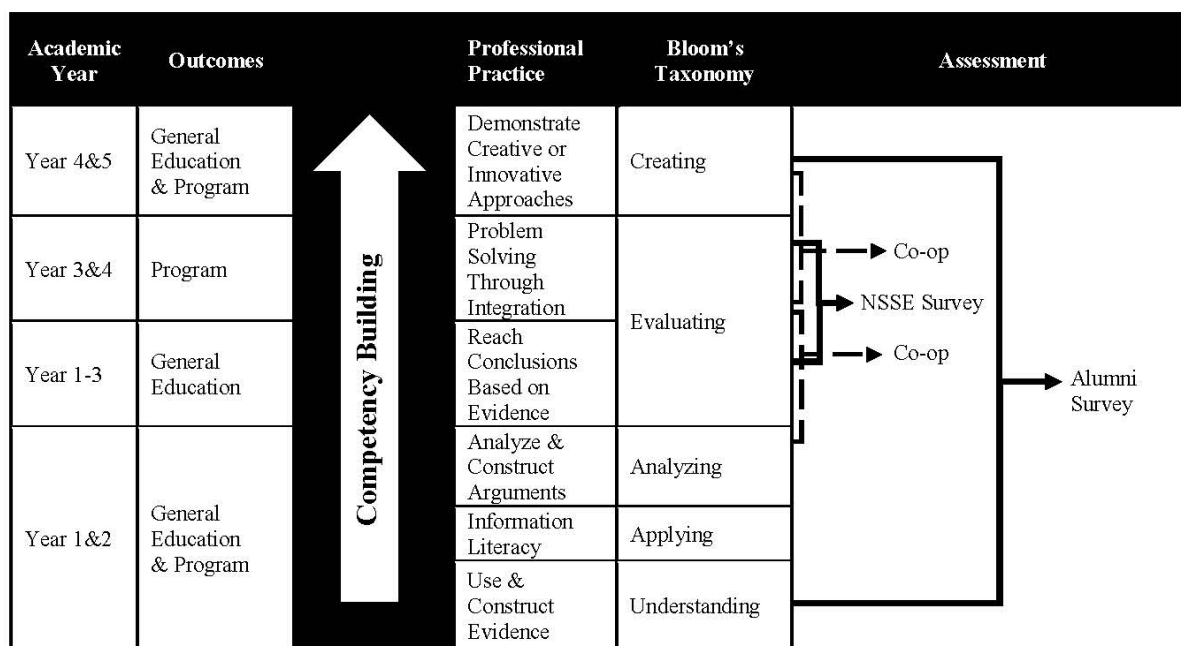 Academic
Year
Outcomes
Professional
Practice
Bloom's
Taxonomy
Assessment
Year 4&5
General
Education
& Program
Demonstrate
Creative or
Innovative
Approaches
Creating
Year 3&4
Program
Problem
Solving
Through
Integration
Evaluating
Year 1-3
General
Education
Reach
Conclusions
Based on
Evidence
Year 1&2
General
Education
& Program
Analyze &
Construct
Arguments
Analyzing
Information
Literacy
Applying
Use &
Construct
Evidence
Understanding
Competency Building
Co-op
NSSE Survey
Co-op
Alumni
Survey